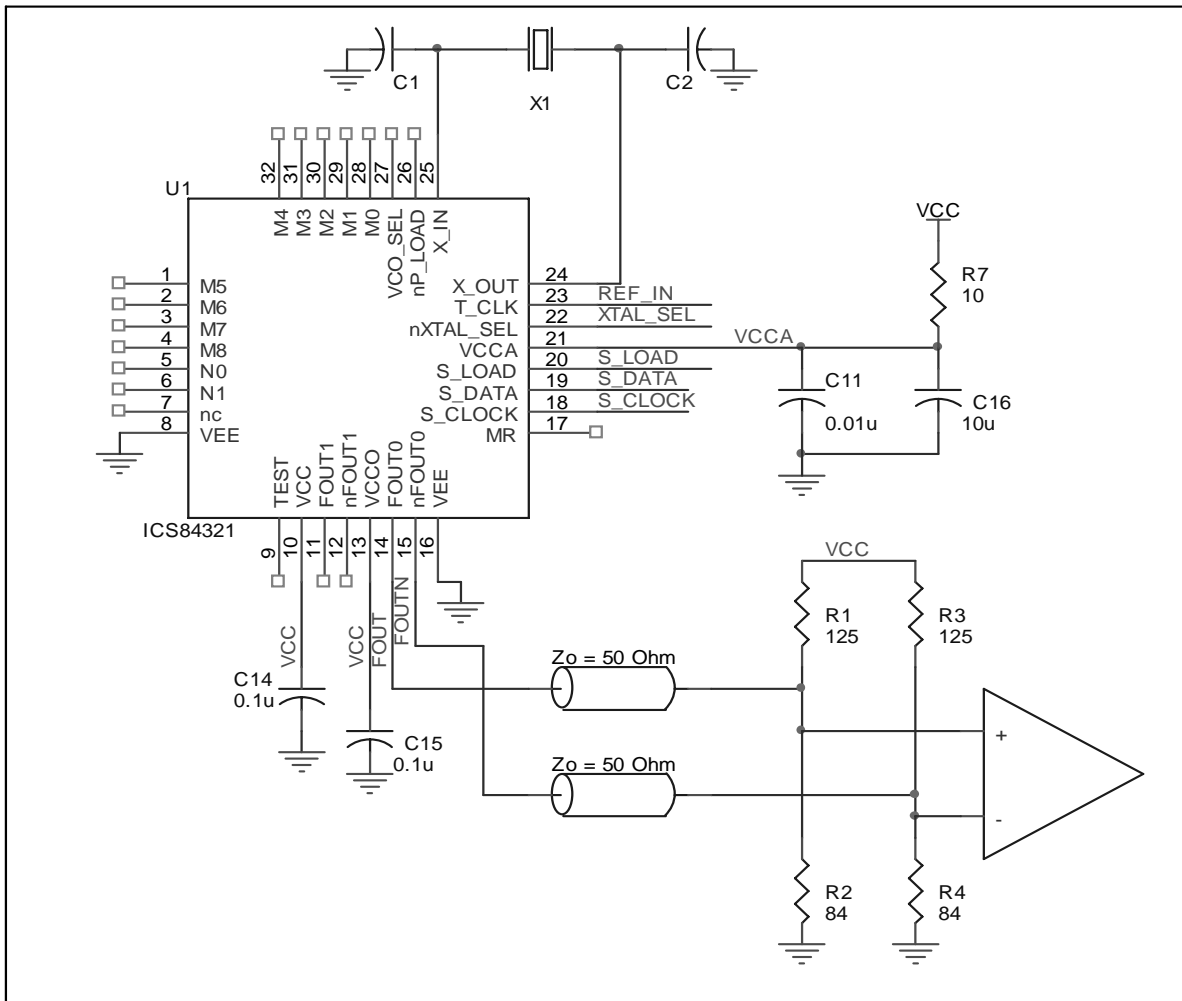 C1
X1
C2
U1
32
31
30
29
28
27
26
25
M4
M3
M2
M1
M0
VCO_SEL
nP_LOAD
X_IN
1
2
3
4
5
6
7
8
M5
M6
M7
M8
N0
N1
nc
VEE
X_OUT
T_CLK
nXTAL_SEL
VCCA
S_LOAD
S_DATA
S_CLOCK
MR
24
23
22
21
20
19
18
17
REF_IN
XTAL_SEL
VCCA
S_LOAD
S_DATA
S_CLOCK
VCC
R7
10
C11
0.01u
C16
10u
TEST
VCC
FOUT1
nFOUT1
VCCO
FOUT0
nFOUT0
VEE
ICS84321
9
10
11
12
13
14
15
16
VCC
VCC
FOUT
FOUTN
C14
0.1u
C15
0.1u
Zo = 50 Ohm
Zo = 50 Ohm
VCC
R1
125
R3
125
+
-
R2
84
R4
84